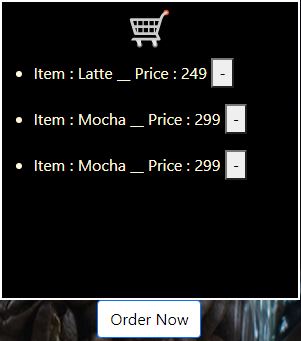 Item : Latte __ Price : 249 -
Item : Mocha __ Price : 299 -
Item : Mocha __ Price : 299 -
Order Now